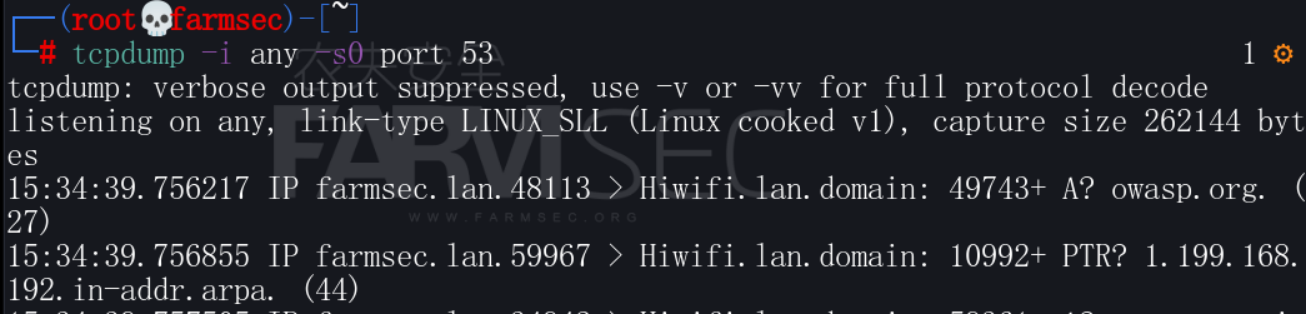 (root💀farmsec)-[~]
# tcpdump -i any -s0 port 53 1 ⚙
tcpdump: verbose output suppressed, use -v or -vv for full protocol decode
listening on any, link-type LINUX_SLL (Linux cooked v1), capture size 262144 byt
es
15:34:39.756217 IP farmsec.lan.48113 > Hiwifi.lan.domain: 49743+ A? owasp.org. (
27)
15:34:39.756855 IP farmsec.lan.59967 > Hiwifi.lan.domain: 10992+ PTR? 1.199.168.
192.in-addr.arpa. (44)
农夫安全
FARMSEC
WWW.FARMSEC.ORG